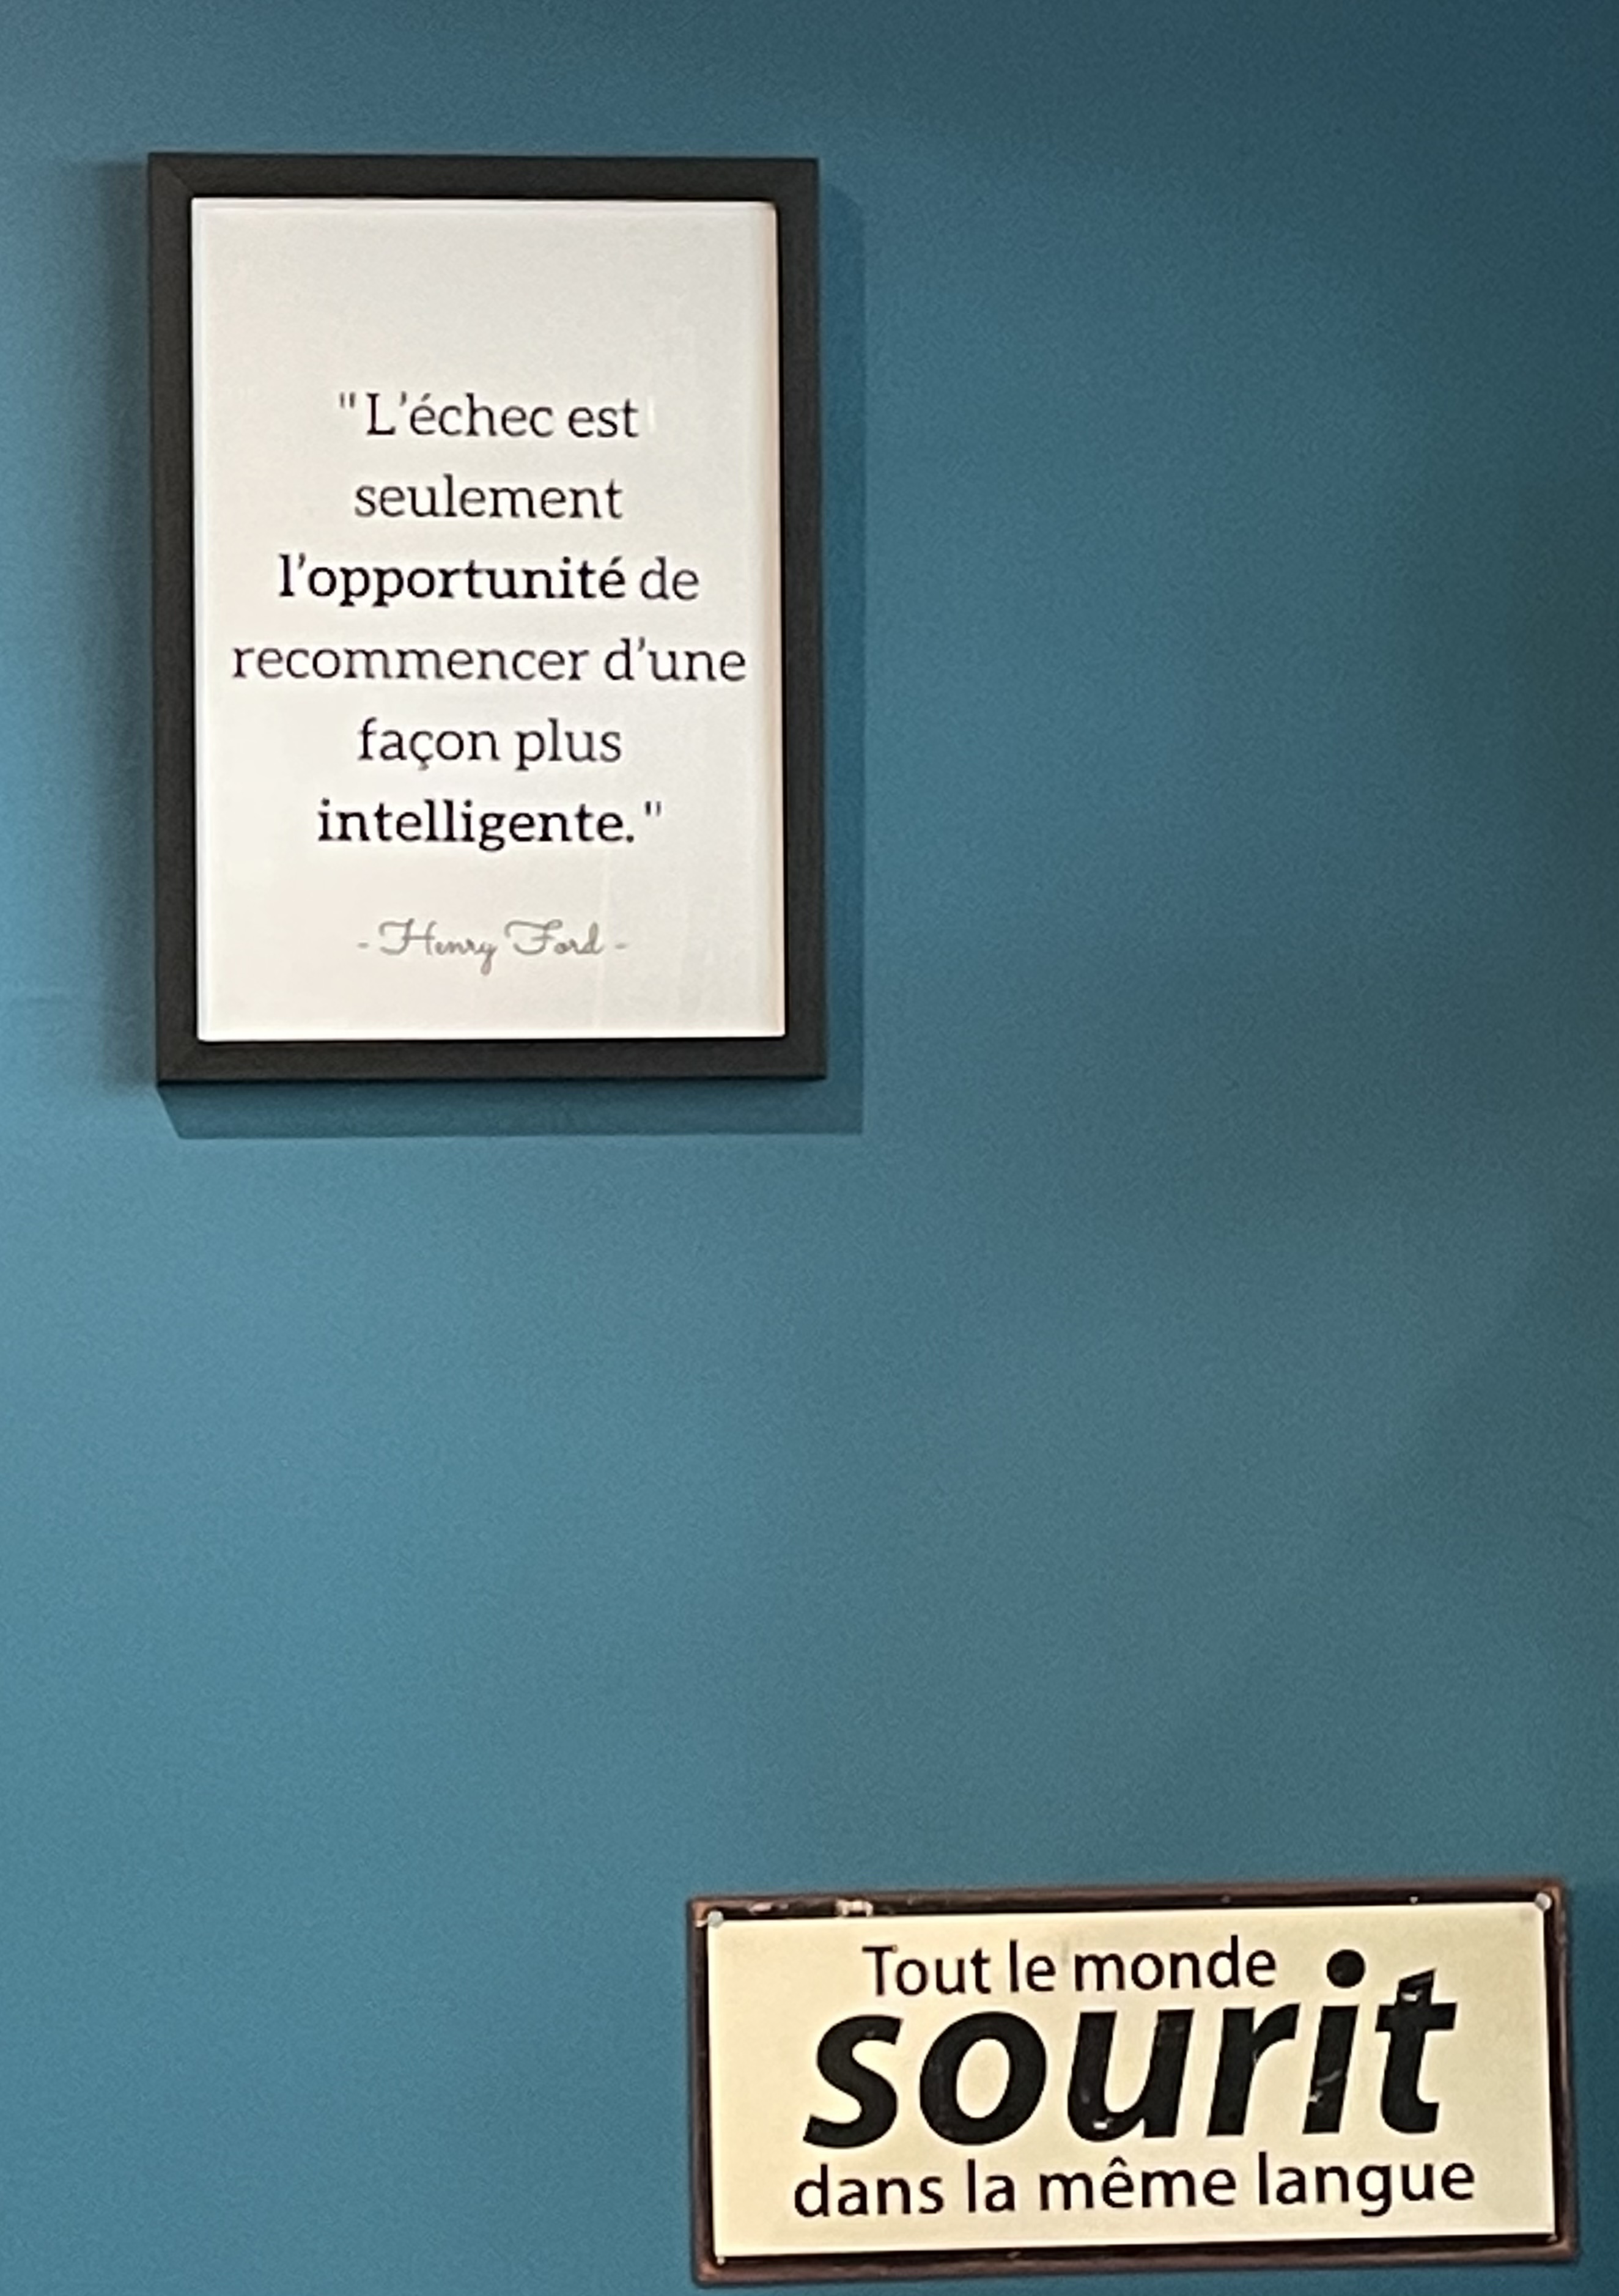 "L'échec est
seulement
l'opportunité de
recommencer d'une
façon plus
intelligente."
- Henry Ford -
Tout le monde
sourit
dans la même langue